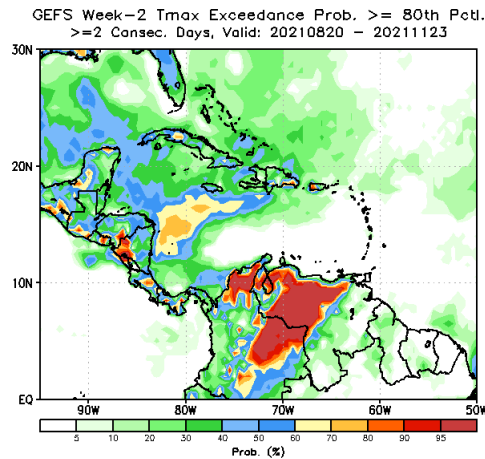 GEFS Week-2 Tmax Exceedance Prob. >= 80th Pctl.
>=2 Cansec. Days, Valid: 20210820 - 20211123
30N
20N
10N
EQ
90W 80W 70W 60W 50W
5 10 20 30 40 50 60 70 80 90 95
Prob. (%)